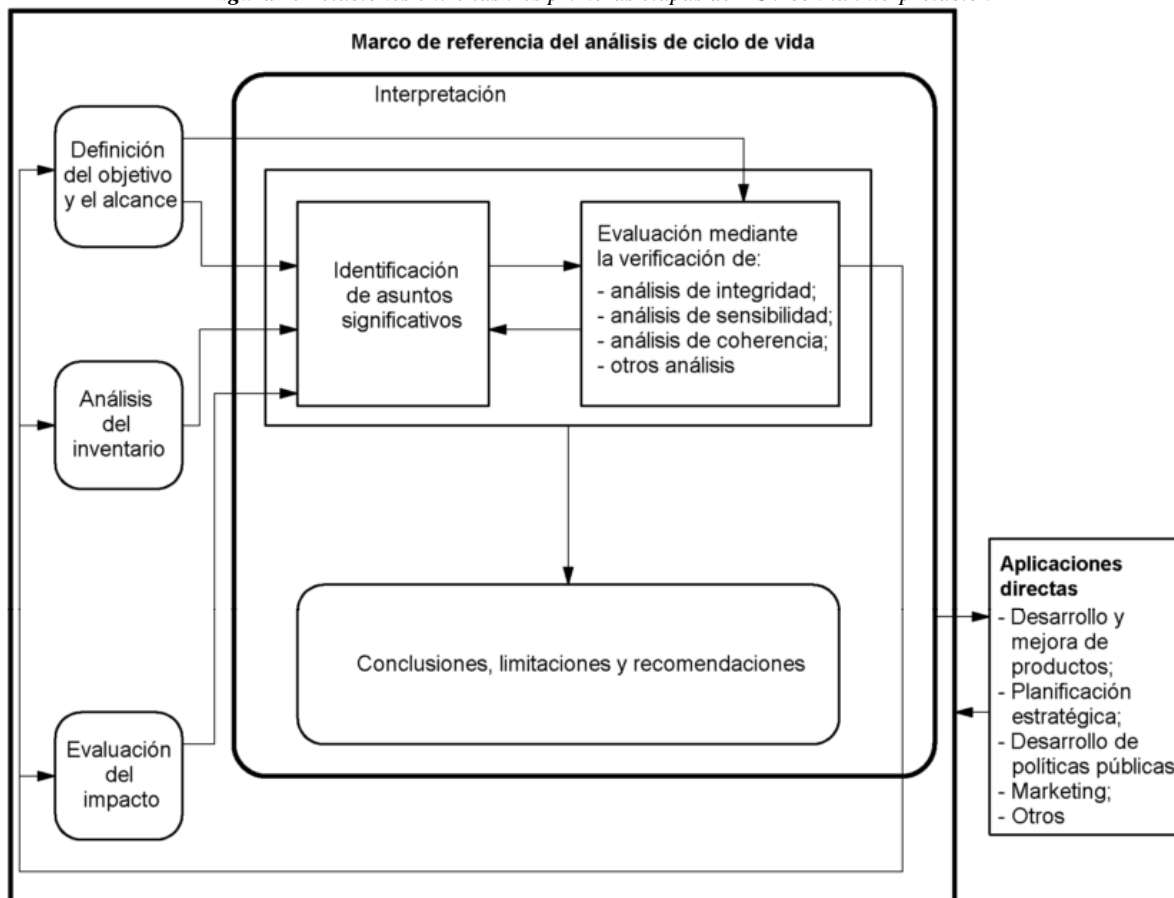 Marco de referencia del análisis de ciclo de vida
Interpretación
Definición
del objetivo
y el alcance
Identificación
de asuntos
significativos
Evaluación mediante
la verificación de:
- análisis de integridad;
- análisis de sensibilidad;
- análisis de coherencia;
- otros análisis
Análisis
del
inventario
Conclusiones, limitaciones y recomendaciones
Evaluación
del
impacto
Aplicaciones
directas
- Desarrollo y
mejora de
productos;
- Planificación
estratégica;
- Desarrollo de
políticas públicas
- Marketing;
- Otros